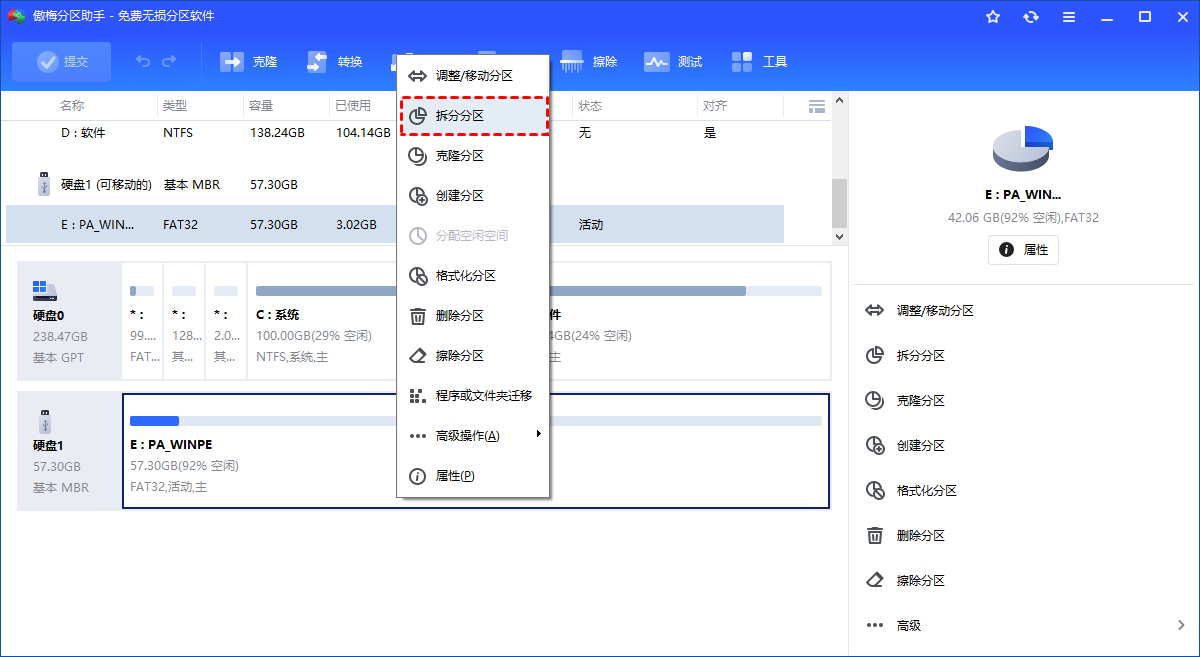 傲梅分区助手 - 免费无损分区软件
提交
克隆
转换
擦除
测试
工具
名称 类型 容量 已使用 状态 对齐
D : 软件 NTFS 138.24GB 104.14GB 无 是
硬盘1 (可移动的) 基本 MBR 57.30GB
E : PA_WIN... FAT32 57.30GB 3.02GB 活动
调整/移动分区
拆分分区
克隆分区
创建分区
分配空闲空间
格式化分区
删除分区
擦除分区
程序或文件夹迁移
高级操作(A)
属性(P)
硬盘0
238.47GB
基本 GPT
* :
99....
FAT...
* :
128...
其...
* :
2.0...
其...
C : 系统
100.00GB(29% 空闲)
NTFS,系统,主
件
4GB(24% 空闲)
主
硬盘1
57.30GB
基本 MBR
E : PA_WINPE
57.30GB(92% 空闲)
FAT32,活动,主
E : PA_WIN...
42.06 GB(92% 空闲),FAT32
属性
调整/移动分区
拆分分区
克隆分区
创建分区
格式化分区
删除分区
擦除分区
高级